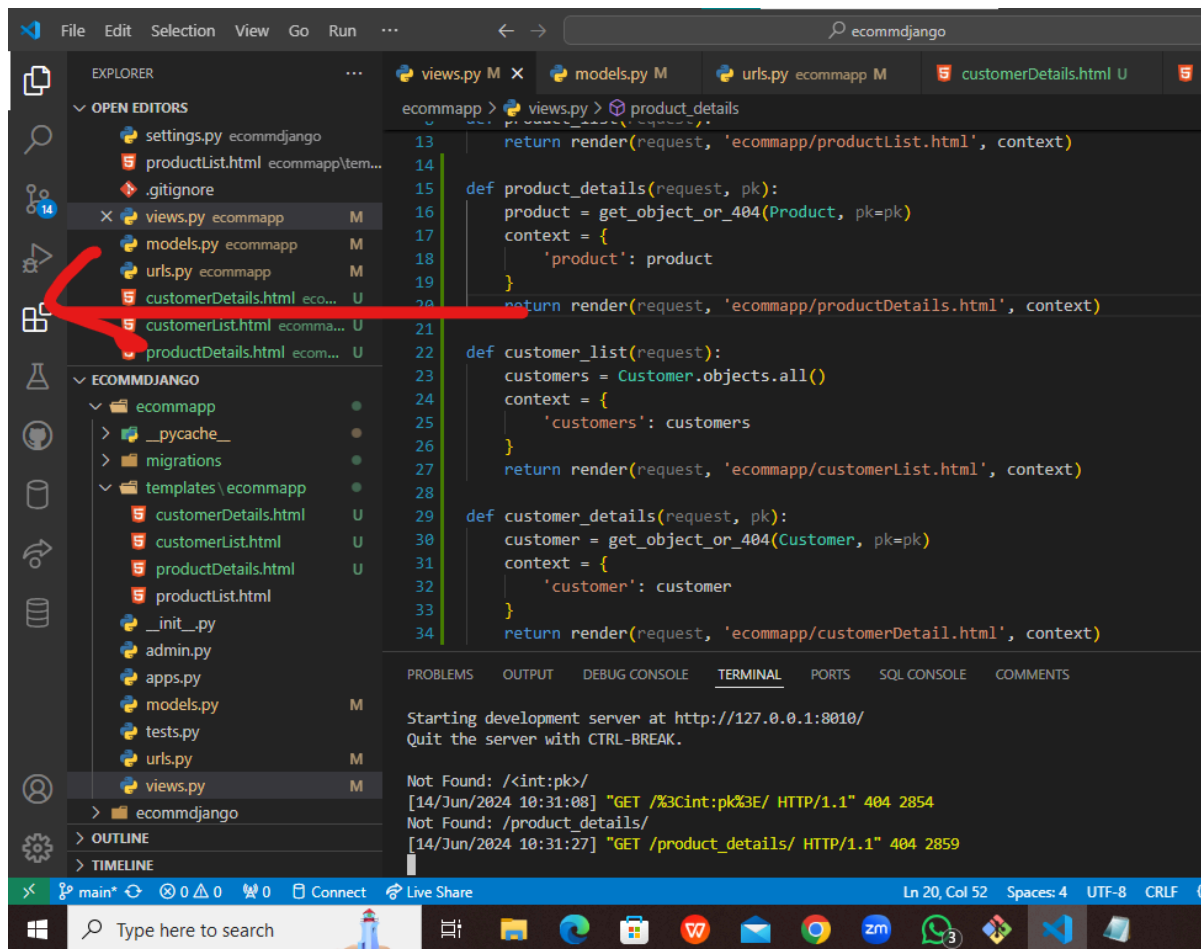 File Edit Selection View Go Run ··· ← → ecommdjango
EXPLORER ···
OPEN EDITORS
settings.py ecommdjango
productList.html ecommapp\tem...
.gitignore
views.py ecommapp M
models.py ecommapp M
urls.py ecommapp M
customerDetails.html eco... U
customerList.html ecomma... U
productDetails.html ecom... U
ECOMMDJANGO
ecommapp
__pycache__
migrations
templates\ecommapp
customerDetails.html U
customerList.html U
productDetails.html U
productList.html
__init__.py
admin.py
apps.py
models.py M
tests.py
urls.py M
views.py M
ecommdjango
OUTLINE
TIMELINE
14
views.py M × models.py M urls.py ecommapp M customerDetails.html U
ecommapp > views.py > product_details
def product_list(request):
13 return render(request, 'ecommapp/productList.html', context)
14
15 def product_details(request, pk):
16 product = get_object_or_404(Product, pk=pk)
17 context = {
18 'product': product
19 }
20 return render(request, 'ecommapp/productDetails.html', context)
21
22 def customer_list(request):
23 customers = Customer.objects.all()
24 context = {
25 'customers': customers
26 }
27 return render(request, 'ecommapp/customerList.html', context)
28
29 def customer_details(request, pk):
30 customer = get_object_or_404(Customer, pk=pk)
31 context = {
32 'customer': customer
33 }
34 return render(request, 'ecommapp/customerDetail.html', context)
PROBLEMS OUTPUT DEBUG CONSOLE TERMINAL PORTS SQL CONSOLE COMMENTS
Starting development server at http://127.0.0.1:8010/
Quit the server with CTRL-BREAK.
Not Found: /<int:pk>/
[14/Jun/2024 10:31:08] "GET /%3Cint:pk%3E/ HTTP/1.1" 404 2854
Not Found: /product_details/
[14/Jun/2024 10:31:27] "GET /product_details/ HTTP/1.1" 404 2859
main* 0 0 0 Connect Live Share Ln 20, Col 52 Spaces: 4 UTF-8 CRLF {
Type here to search zm 3